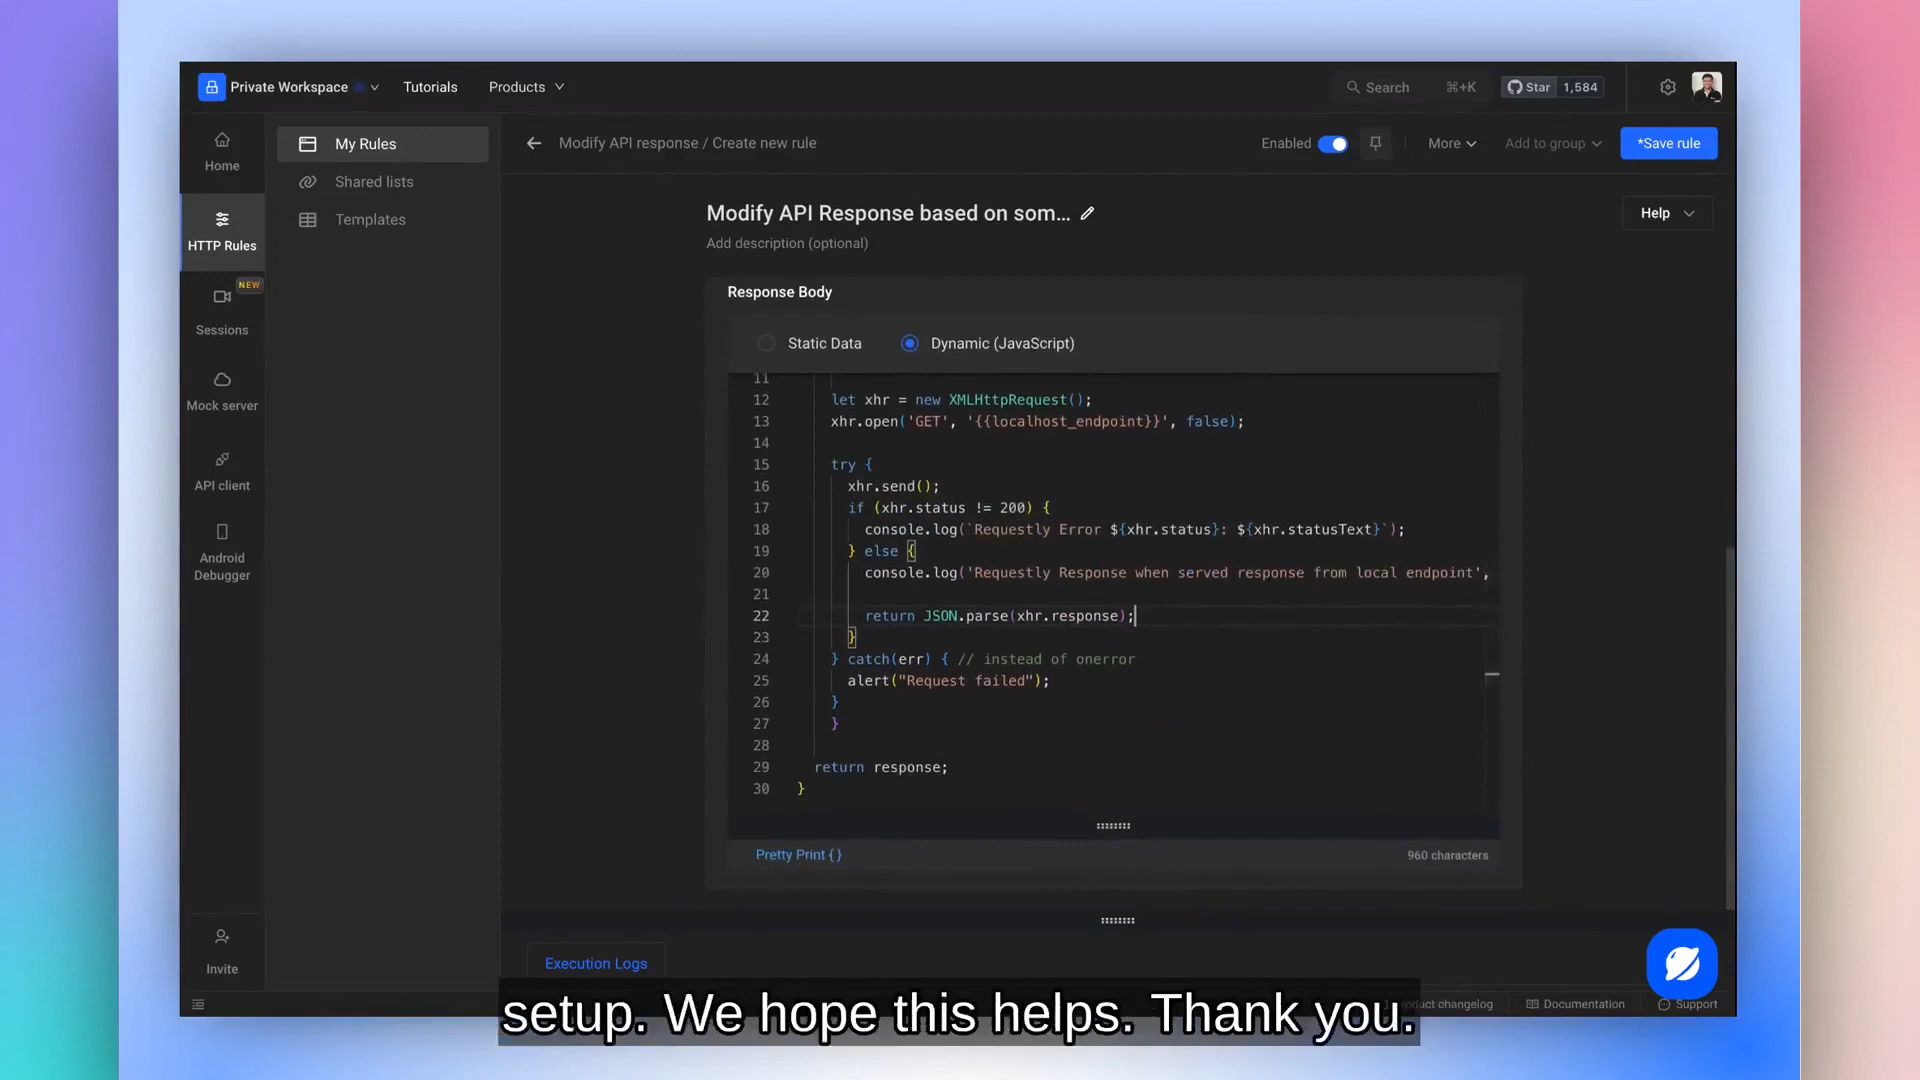 Private Workspace
Tutorials
Products
Search
⌘+K
Star
1,584
Home
HTTP Rules
NEW
Sessions
Mock server
API client
Android
Debugger
Invite
My Rules
Shared lists
Templates
Modify API response / Create new rule
Enabled
More
Add to group
*Save rule
Modify API Response based on som...
Add description (optional)
Help
Response Body
Static Data
Dynamic (JavaScript)
11
12 let xhr = new XMLHttpRequest();
13 xhr.open('GET', '{{localhost_endpoint}}', false);
14
15 try {
16 xhr.send();
17 if (xhr.status != 200) {
18 console.log(`Requestly Error ${xhr.status}: ${xhr.statusText}`);
19 } else {
20 console.log('Requestly Response when served response from local endpoint',
21
22 return JSON.parse(xhr.response);
23 }
24 } catch(err) { // instead of onerror
25 alert("Request failed");
26 }
27 }
28
29 return response;
30 }
Pretty Print { }
960 characters
Execution Logs
changelog
Documentation
Support
setup. We hope this helps. Thank you.